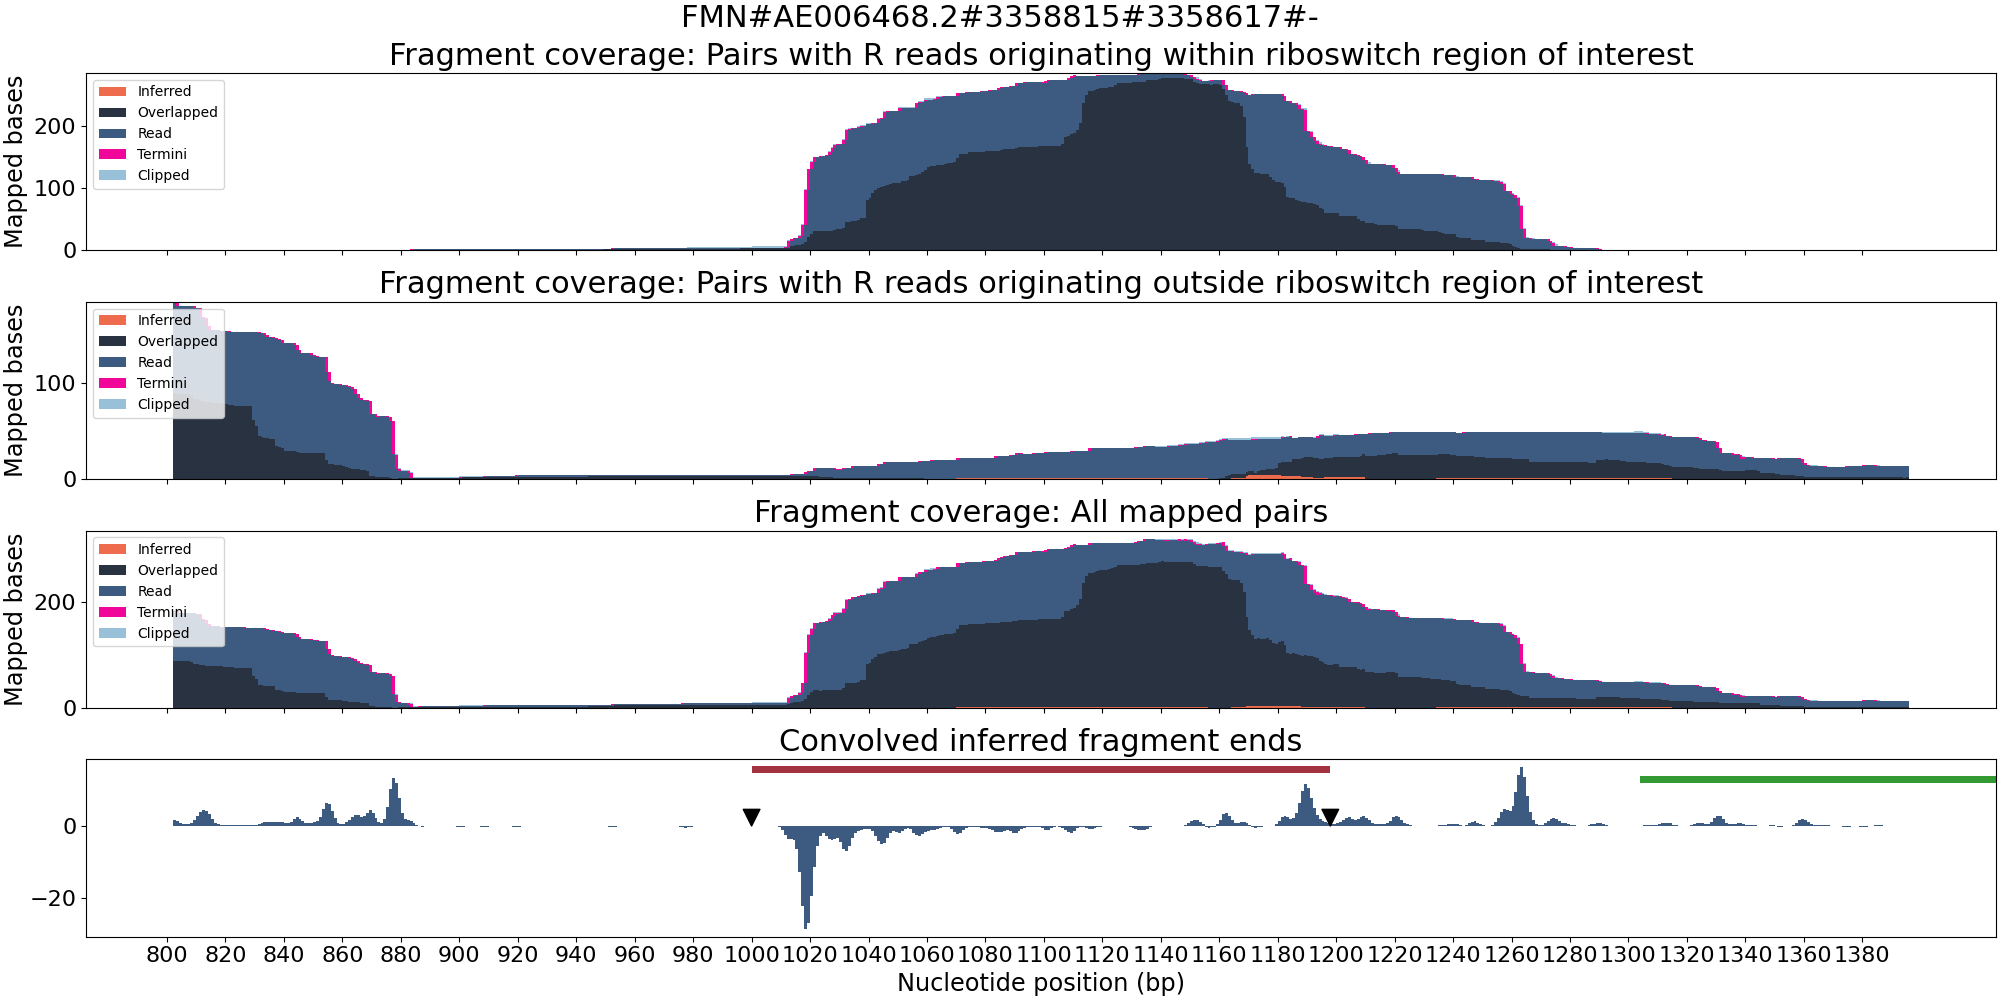 FMN#AE006468.2#3358815#3358617#-
Fragment coverage: Pairs with R reads originating within riboswitch region of interest
Mapped bases
200
100
0
Inferred
Overlapped
Read
Termini
Clipped
Fragment coverage: Pairs with R reads originating outside riboswitch region of interest
Mapped bases
100
0
Inferred
Overlapped
Read
Termini
Clipped
Fragment coverage: All mapped pairs
Mapped bases
200
0
Inferred
Overlapped
Read
Termini
Clipped
Convolved inferred fragment ends
0
−20
800 820 840 860 880 900 920 940 960 980 1000 1020 1040 1060 1080 1100 1120 1140 1160 1180 1200 1220 1240 1260 1280 1300 1320 1340 1360 1380
Nucleotide position (bp)